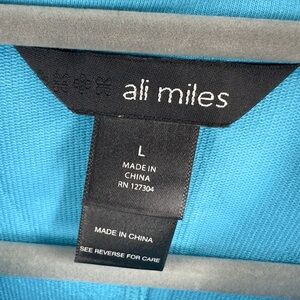 ali miles
L
MADE IN
CHINA
RN 127304
MADE IN CHINA
SEE REVERSE FOR CARE